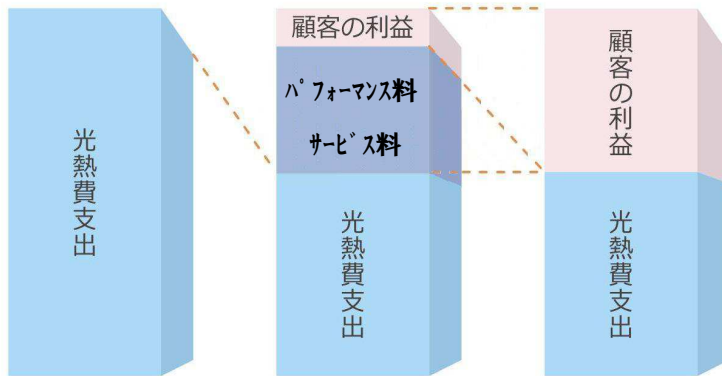 光熱費支出
顧客の利益
パフォーマンス料
サービス料
光熱費支出
顧客の利益
光熱費支出